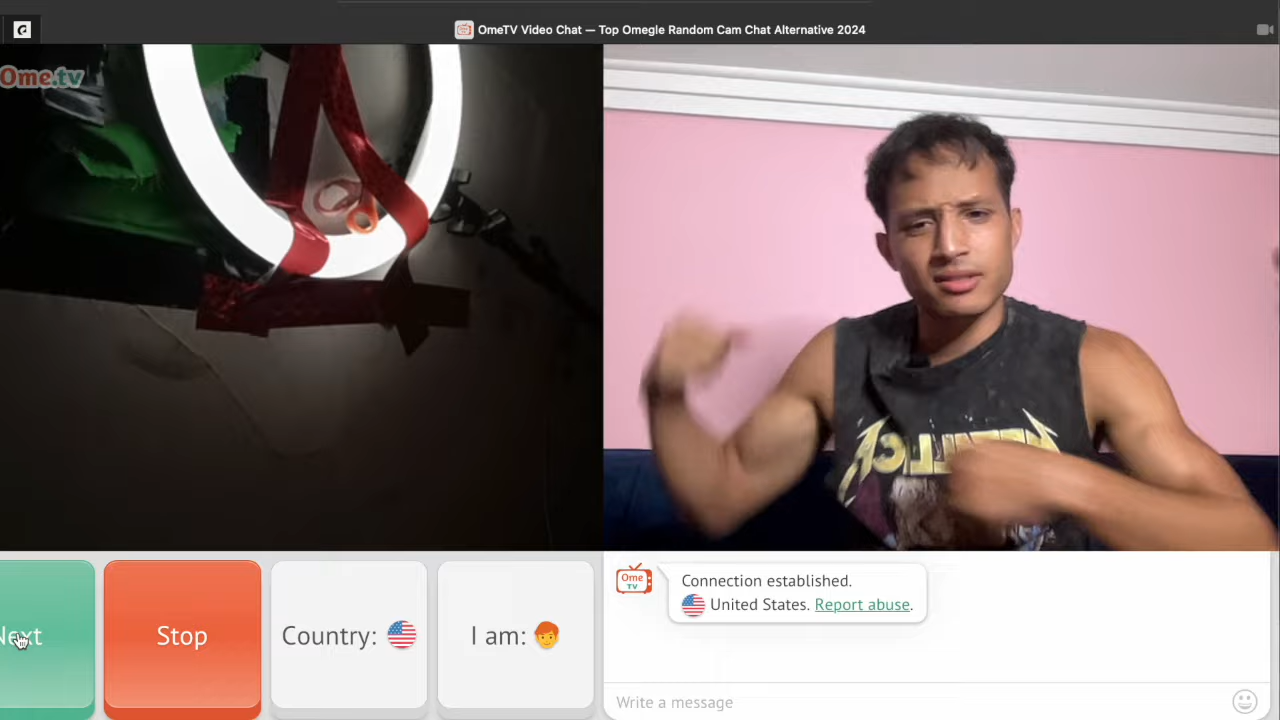 OmeTV Video Chat — Top Omegle Random Cam Chat Alternative 2024
Ome.tv
METALLICA
Ome
TV
Connection established.
United States. Report abuse.
Next
Stop
Country:
I am:
Write a message